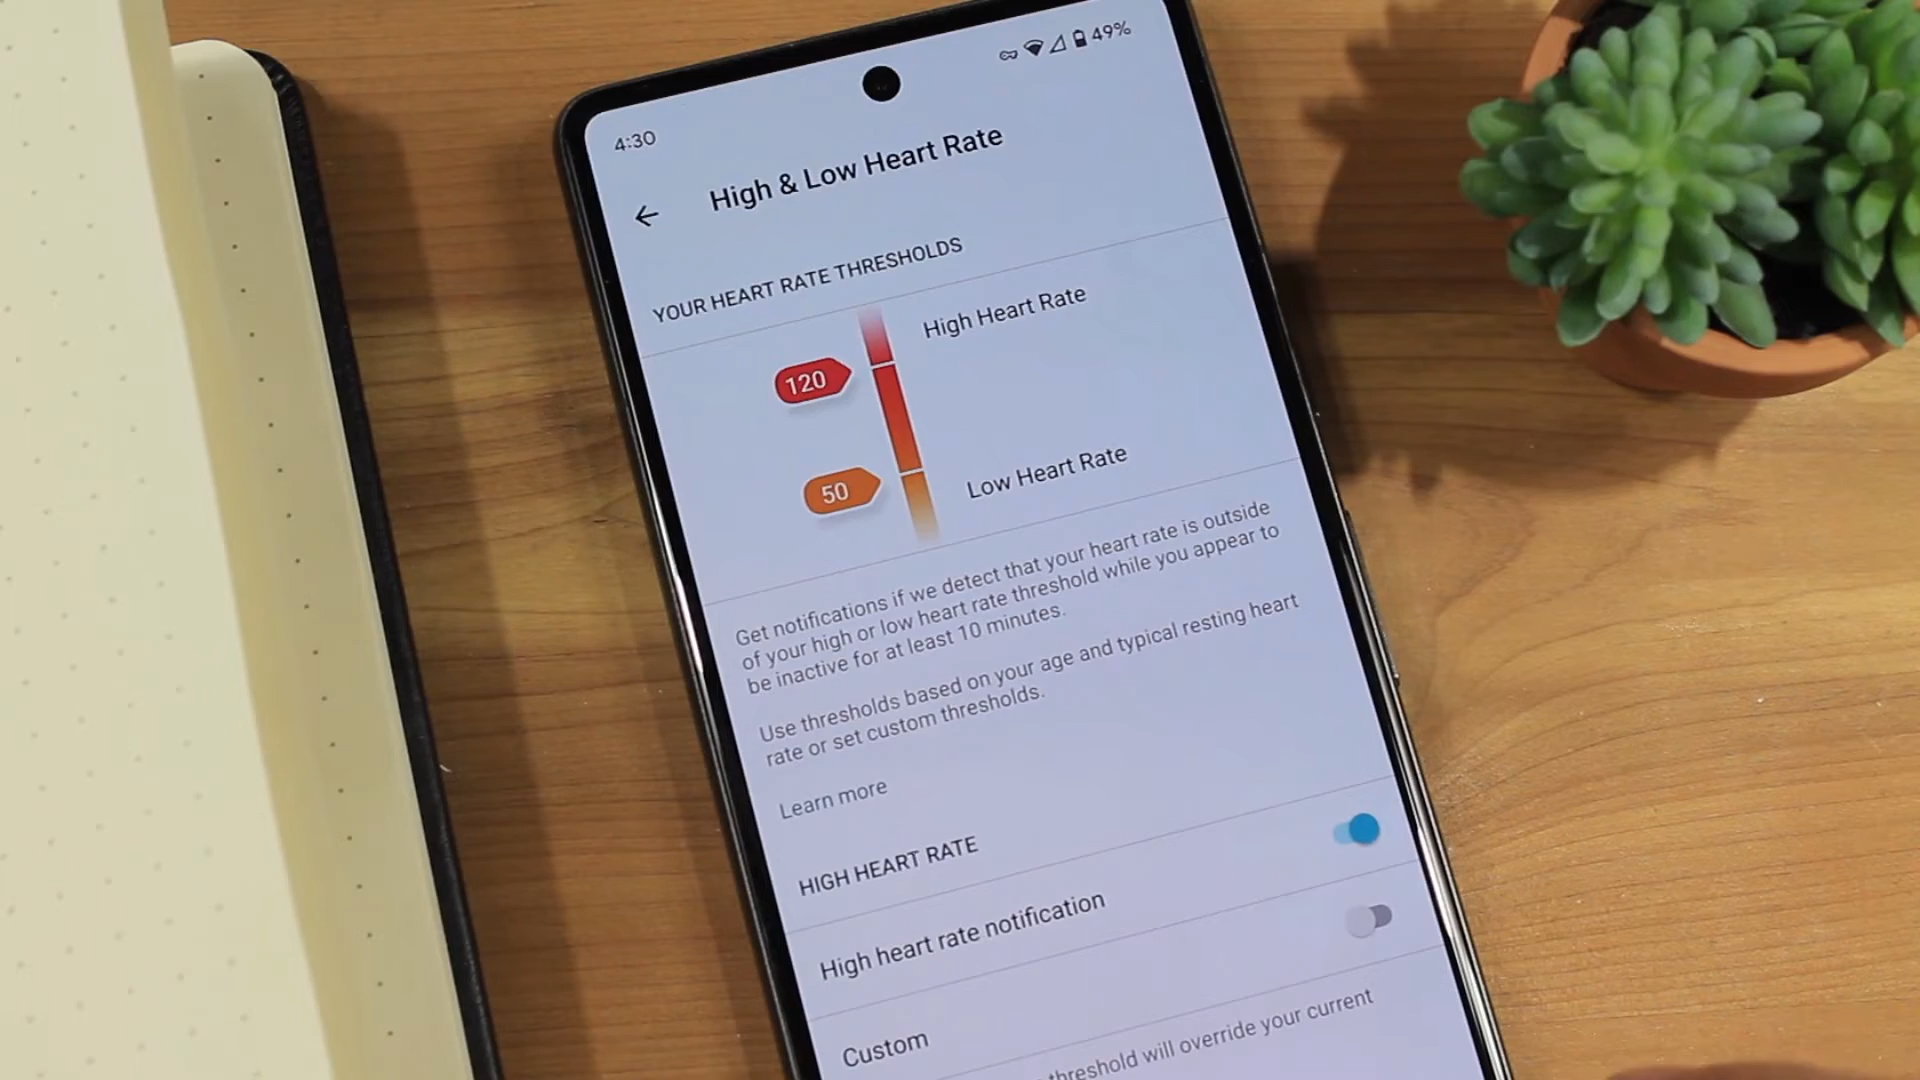 4:30
49%
High & Low Heart Rate
YOUR HEART RATE THRESHOLDS
High Heart Rate
120
50
Low Heart Rate
Get notifications if we detect that your heart rate is outside
of your high or low heart rate threshold while you appear to
be inactive for at least 10 minutes.
Use thresholds based on your age and typical resting heart
rate or set custom thresholds.
Learn more
HIGH HEART RATE
High heart rate notification
Custom
threshold will override your current